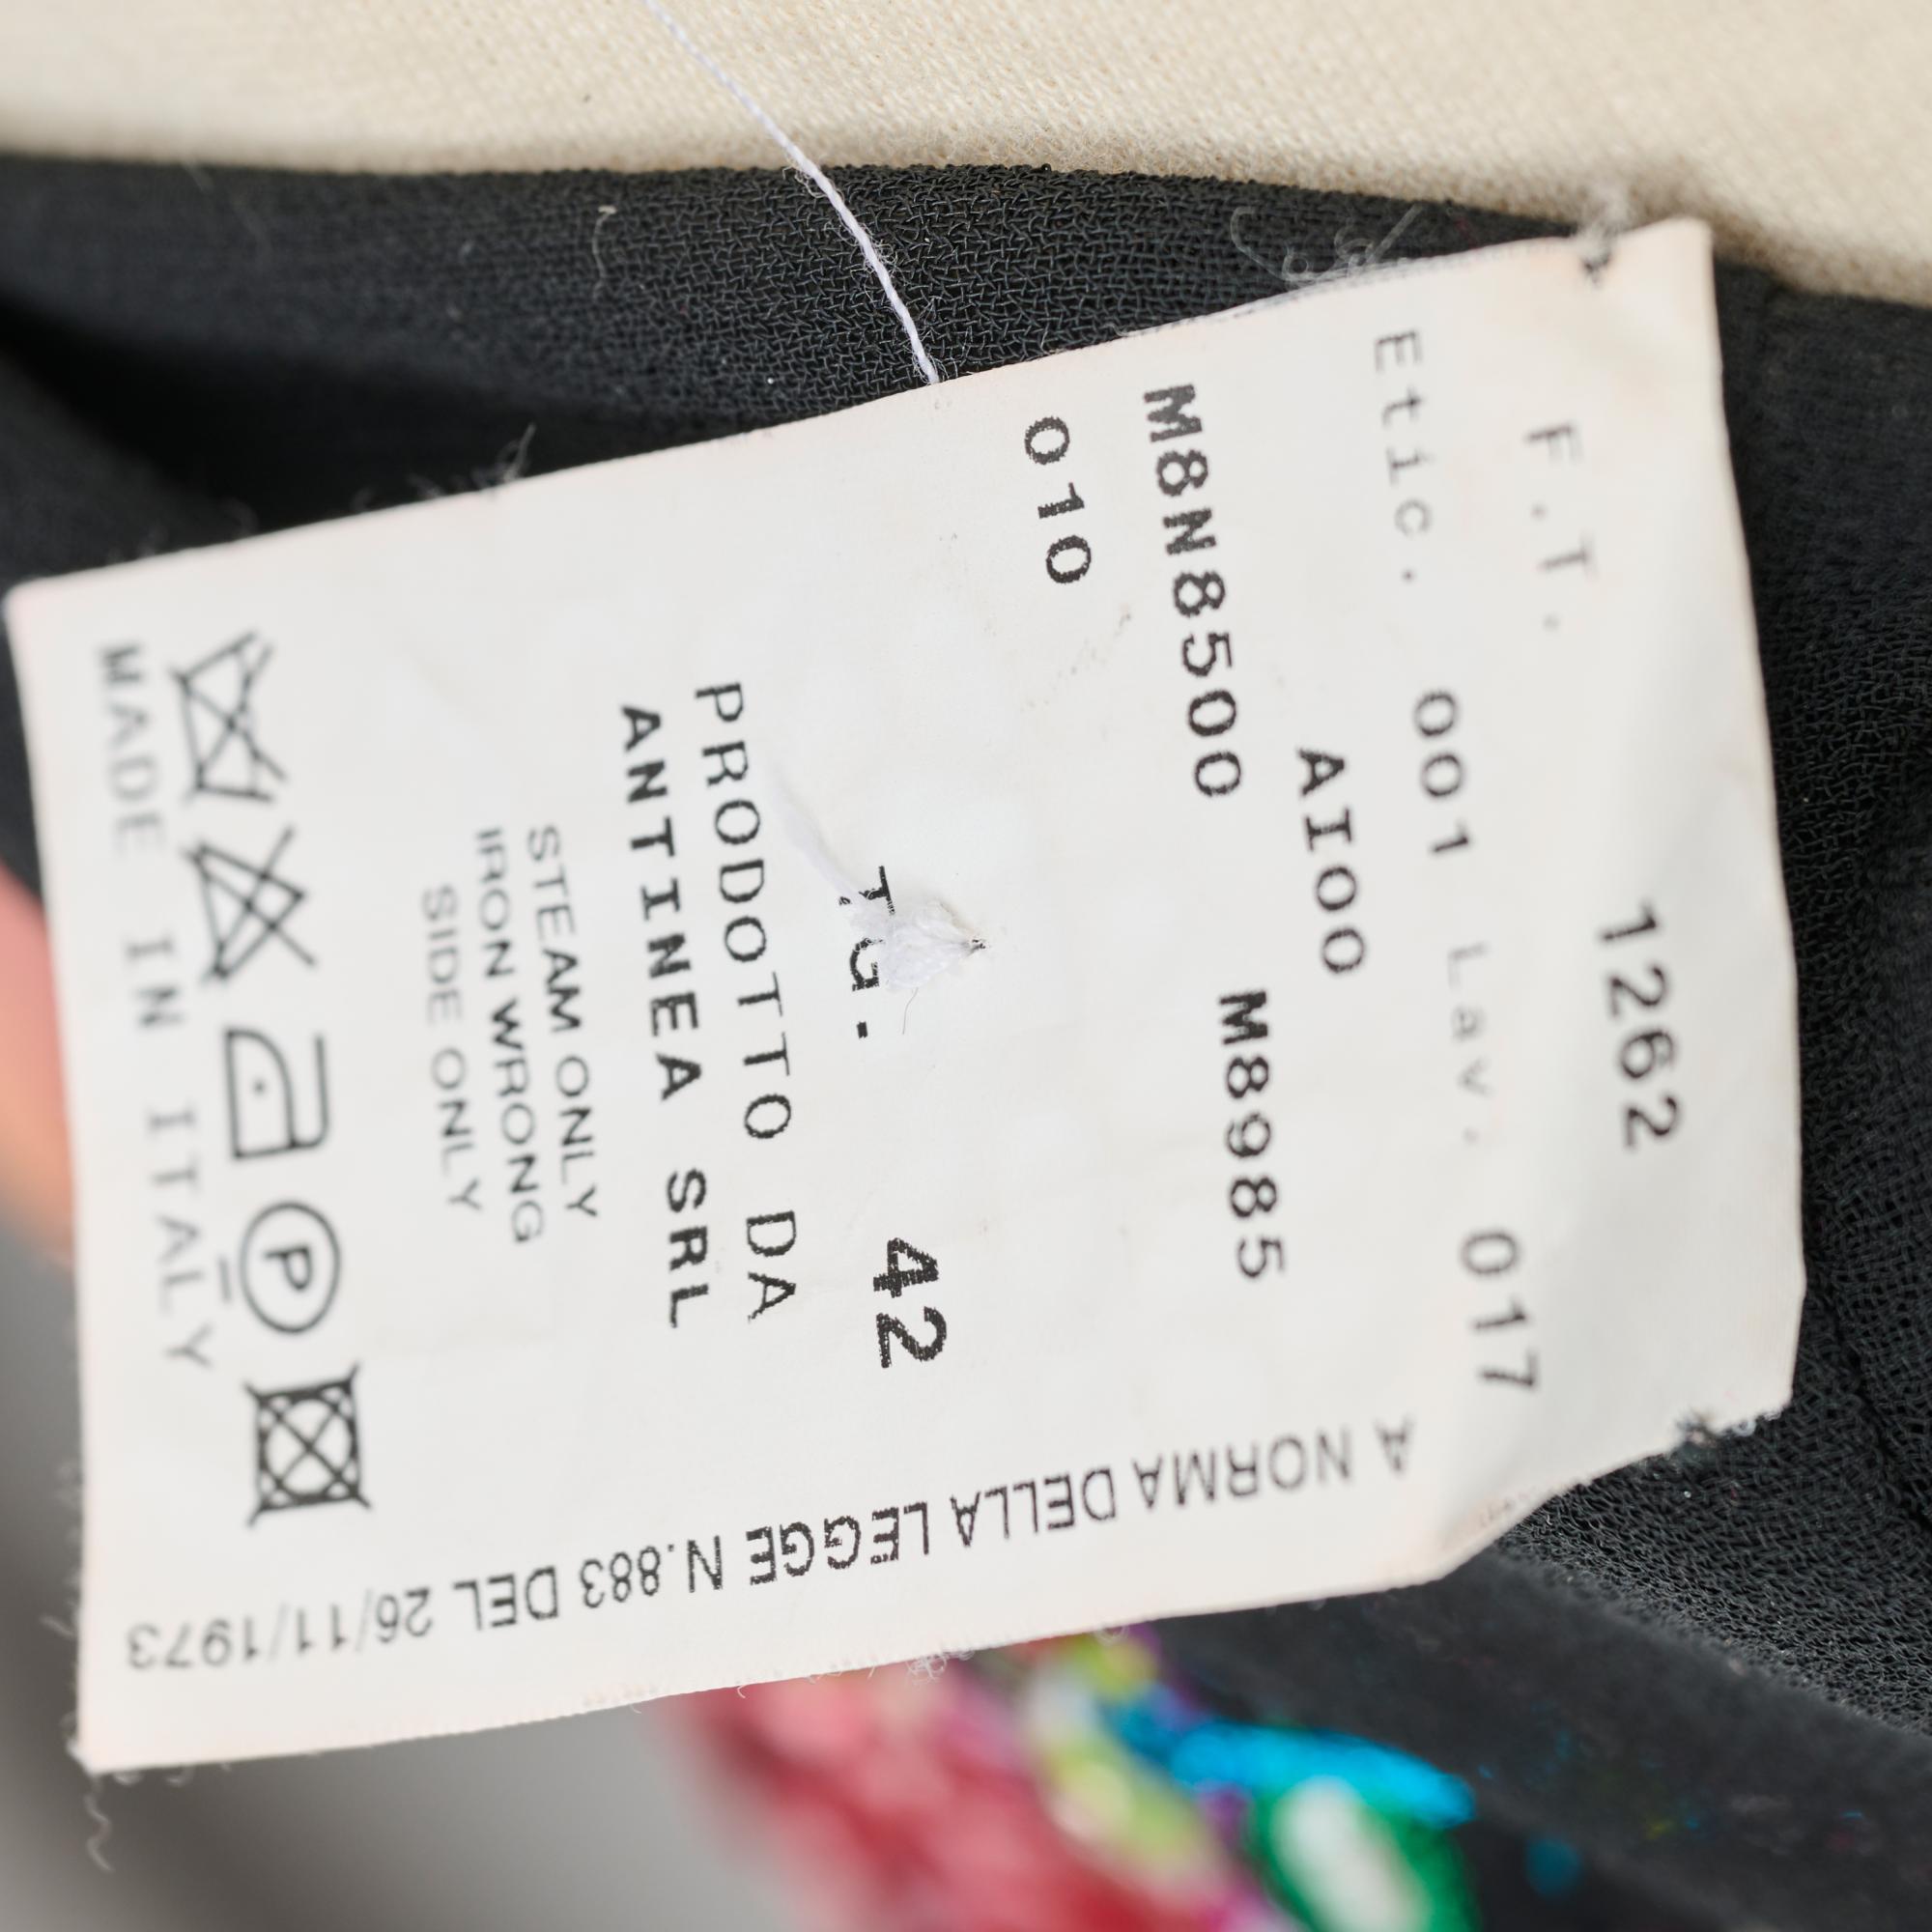 F.T. 1262
Etic. 001 Lav. 017
AI00
M8N8500 M8985
010
TG. 42
PRODOTTO DA
ANTINEA SRL
STEAM ONLY
IRON WRONG
SIDE ONLY
P
MADE IN ITALY
A NORMA DELLA LEGGE N.883 DEL 26/11/1973